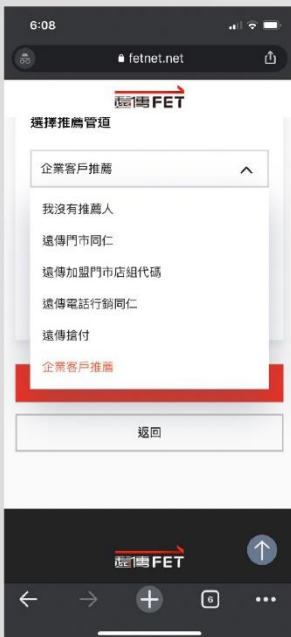 6:08
fetnet.net
遠傳FET
選擇推薦管道
企業客戶推薦
我沒有推薦人
遠傳門市同仁
遠傳加盟門市店組代碼
遠傳電話行銷同仁
遠傳搶付
企業客戶推薦
返回
遠傳FET
6